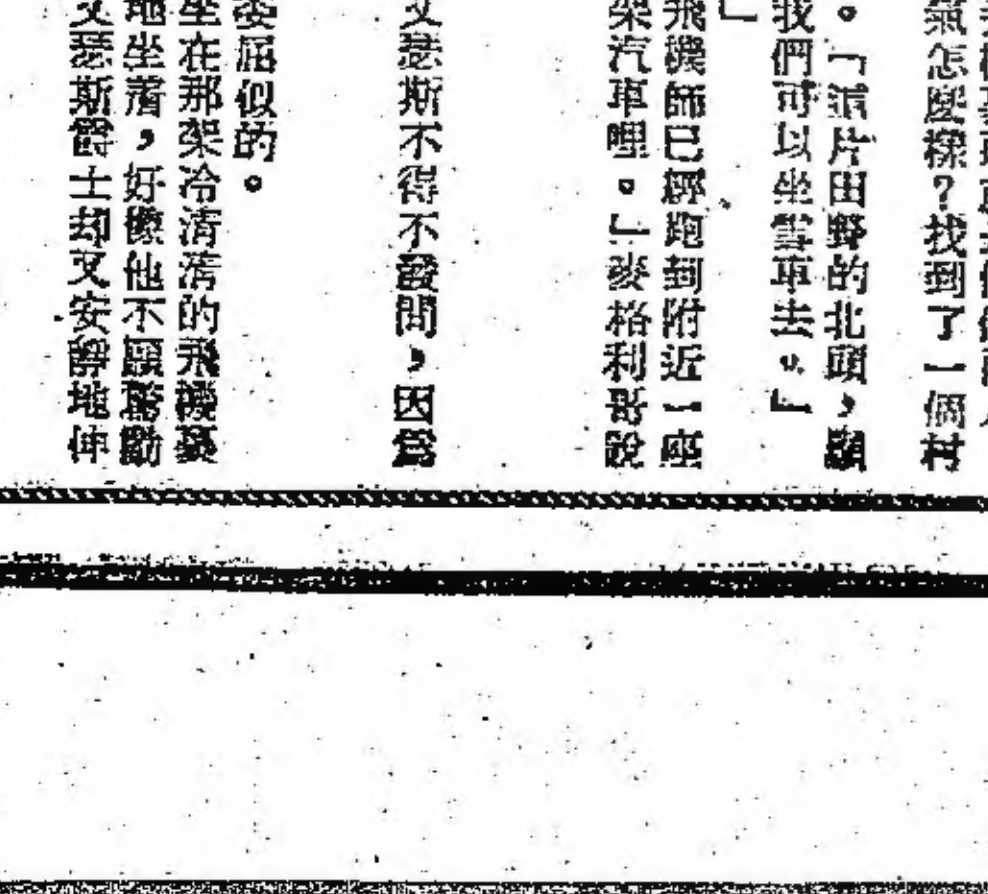 氣怎麼樣?找到了一個村
。「這片田野的北頭,顯
我們可以坐雪車去。」
」
飛機師已經跑到附近一座
架汽車哩。」麥格利哥說
文瑟斯不得不發問,因為
委屈似的。
坐在那架冷清清的飛機裏
地坐着,好像他不願驚動
文瑟斯爵士却又安靜地伸